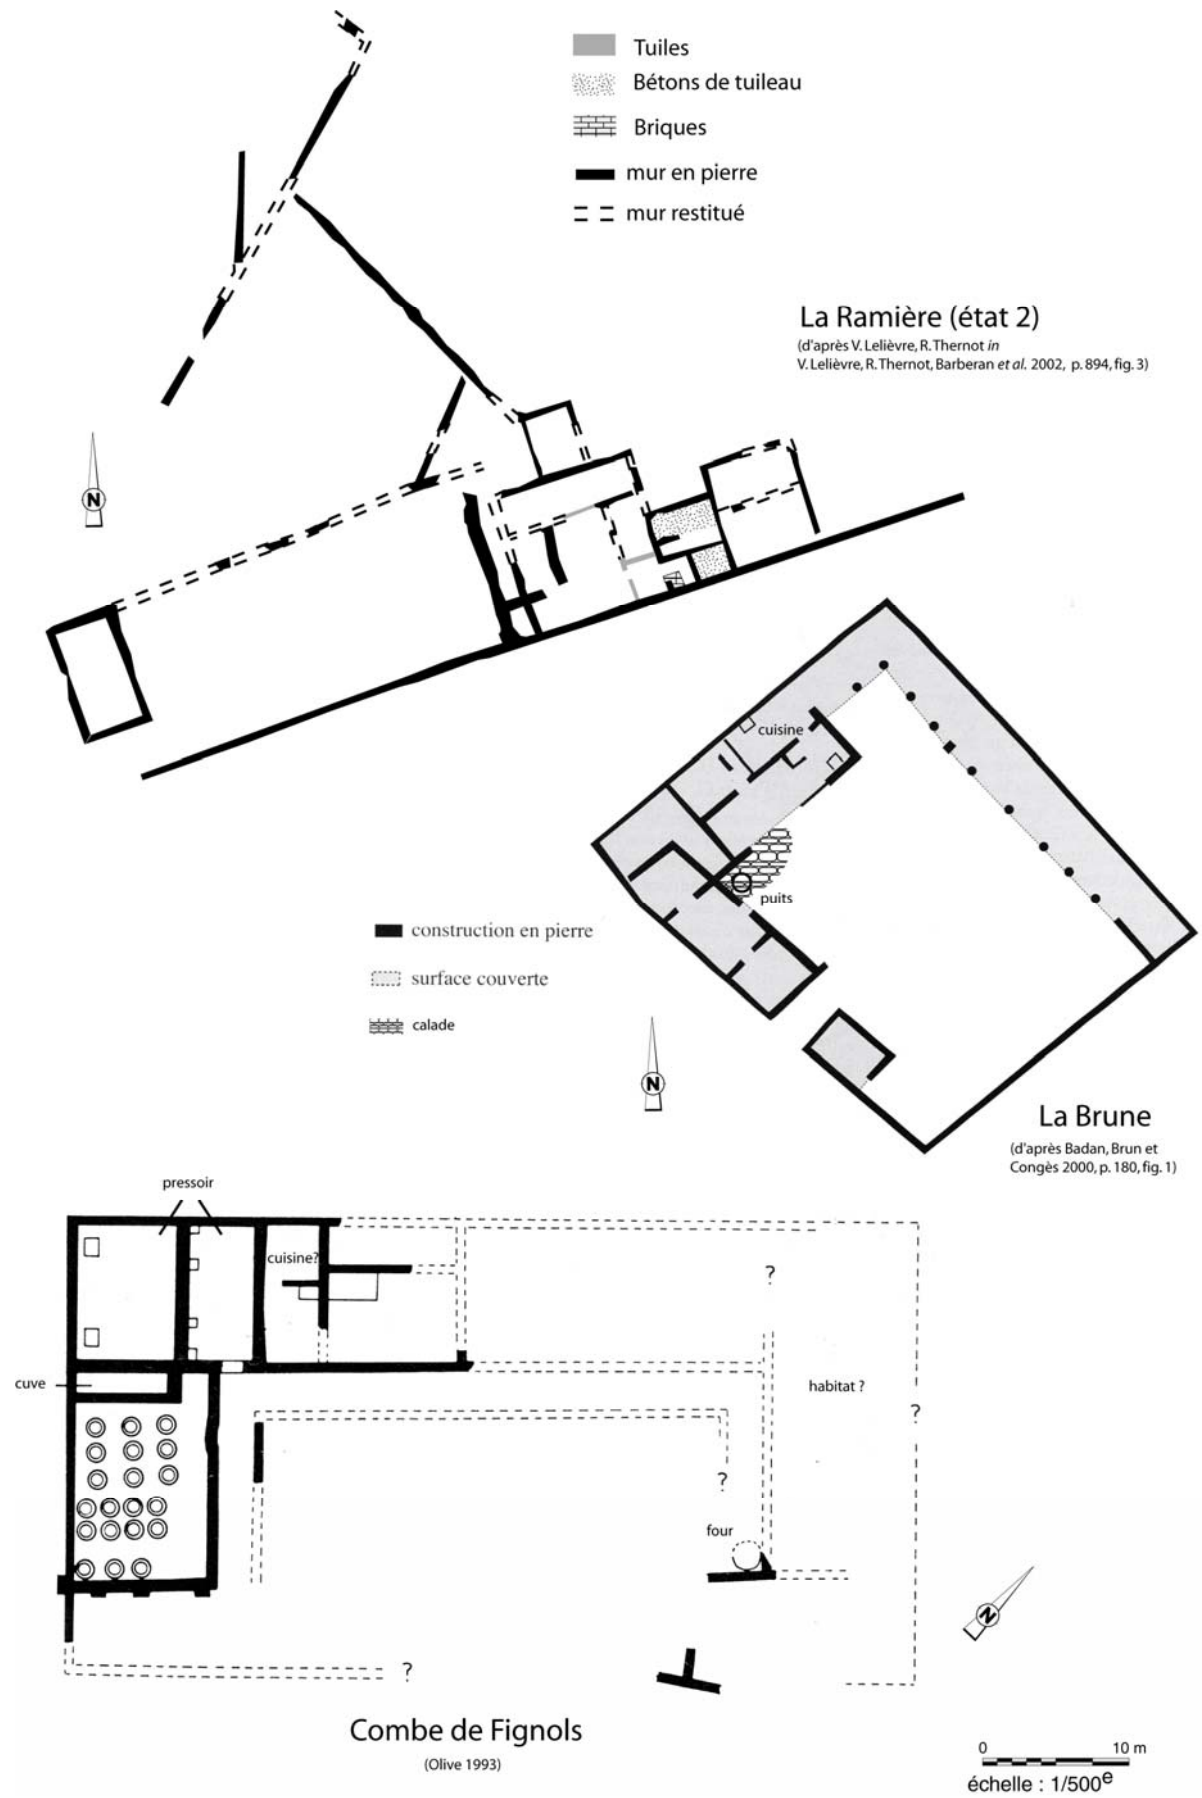 Tuiles
Bétons de tuileau
Briques
mur en pierre
mur restitué
La Ramière (état 2)
(d'après V. Lelièvre, R. Thernot in
V. Lelièvre, R. Thernot, Barberan et al. 2002, p. 894, fig. 3)
N
cuisine
puits
construction en pierre
surface couverte
calade
N
La Brune
(d'après Badan, Brun et
Congès 2000, p. 180, fig. 1)
pressoir
cuisine?
?
cuve
habitat ?
?
?
four
N
?
Combe de Fignols
(Olive 1993)
0 10 m
échelle : 1/500e